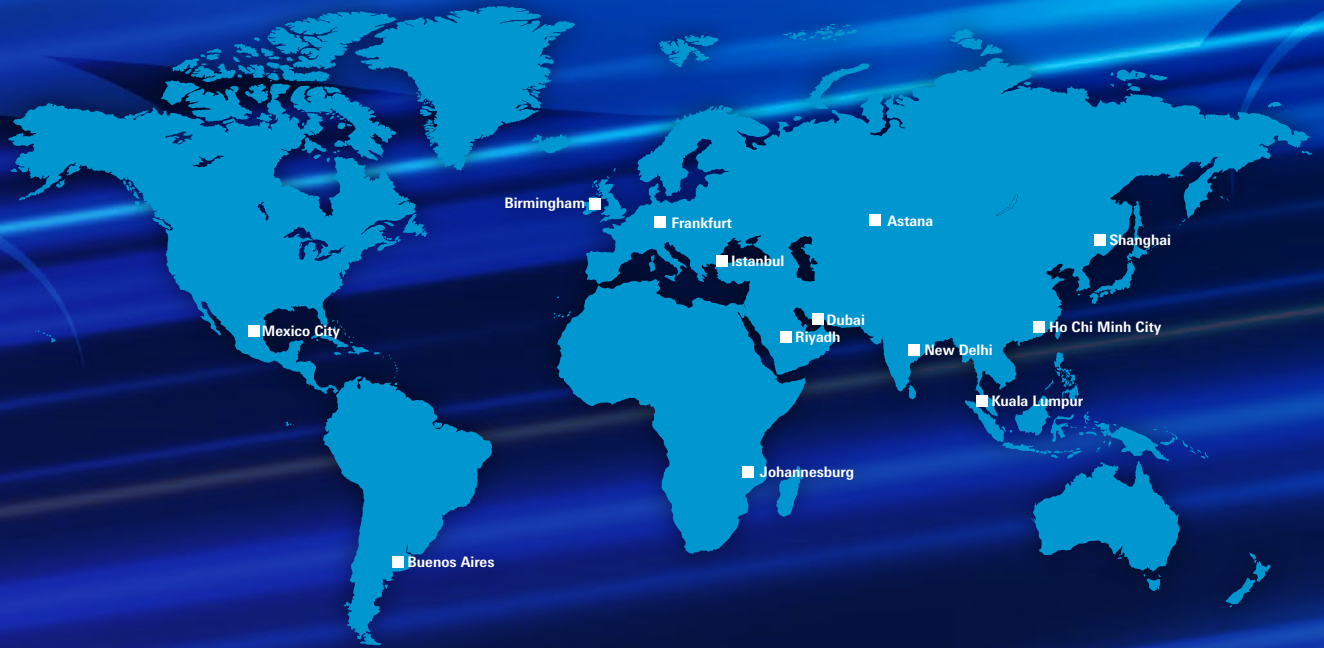 Birmingham
Frankfurt
Astana
Shanghai
Istanbul
Dubai
Mexico City
Riyadh
Ho Chi Minh City
New Delhi
Kuala Lumpur
Johannesburg
Buenos Aires